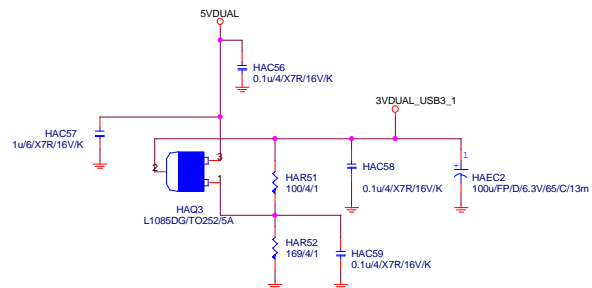 5VDUAL
HAC56
0.1u/4/X7R/16V/K
3VDUAL_USB3_1
HAC57
1u/6/X7R/16V/K
2
3
1
HAQ3
L1085DG/TO252/5A
HAR51
100/4/1
HAC58
0.1u/4/X7R/16V/K
1
+
HAEC2
100u/FP/D/6.3V/65/C/13m
HAR52
169/4/1
HAC59
0.1u/4/X7R/16V/K